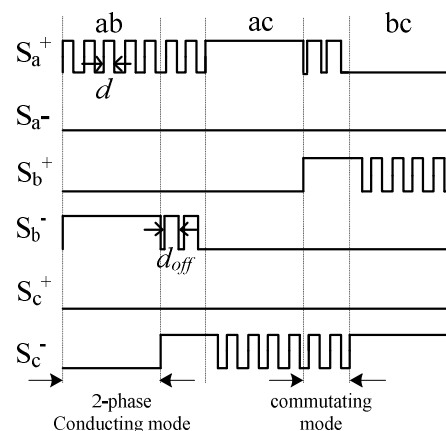 ab ac bc
Sa+
d
Sa-
Sb+
Sb-
doff
Sc+
Sc-
2-phase
Conducting mode
commutating
mode